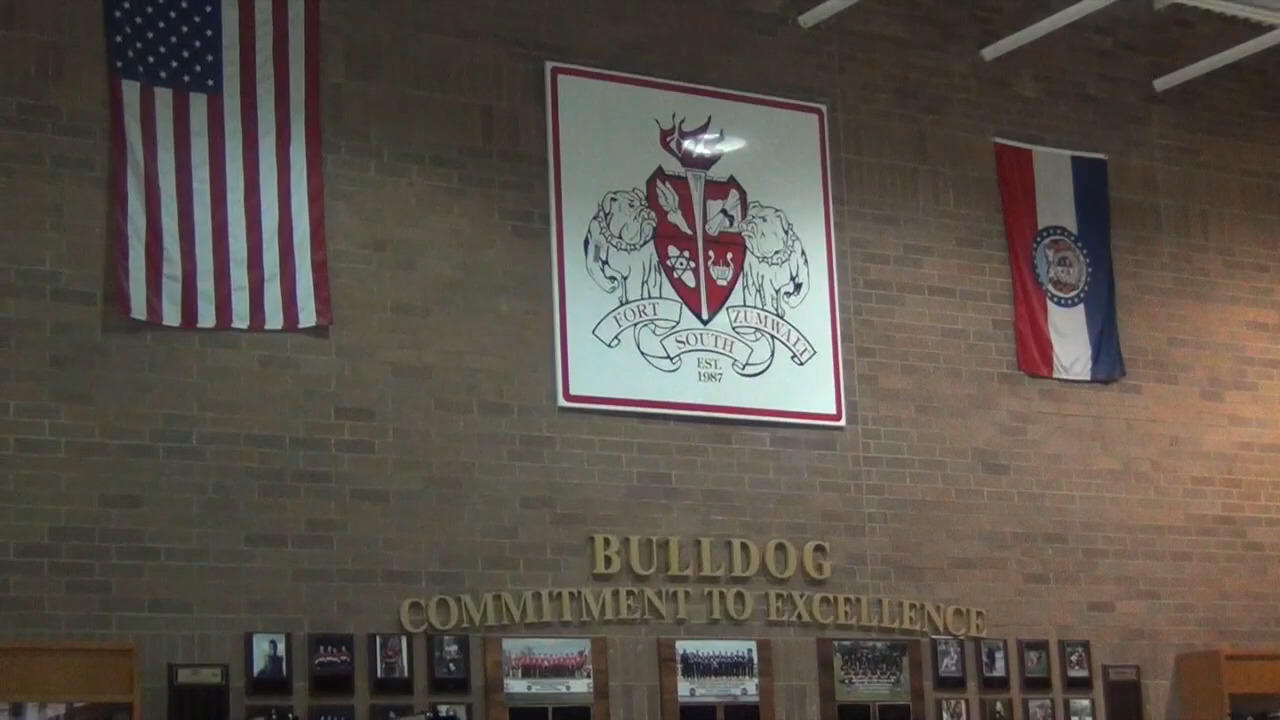 FORT
ZUMWALT
SOUTH
EST.
1987
BULLDOG
COMMITMENT TO EXCELLENCE